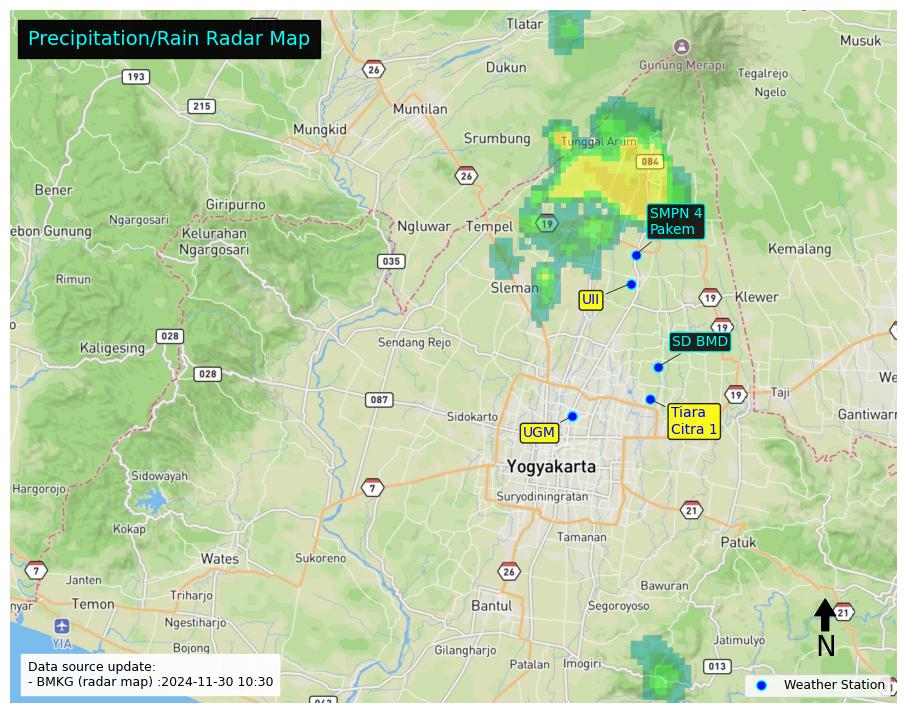 Precipitation/Rain Radar Map
Tlatar
Musuk
26
193
Dukun
Gunung Merapi
Tegalrejo
Ngelo
215
Muntilan
Mungkid
Srumbung
Tunggal Arum
084
26
Bener
Giripurno
Ngargosari
ebon Gunung
Kelurahan
Ngargosari
Ngluwar
Tempel
19
SMPN 4
Pakem
Kemalang
035
Rimun
Sleman
UII
19
Klewer
19
028
Kaligesing
Sendang Rejo
SD BMD
028
We
087
19
Taji
Sidokarto
Tiara
Citra 1
Gantiwarn
UGM
Yogyakarta
Sidowayah
Hargorojo
7
Suryodiningratan
21
Kokap
Tamanan
Patuk
Wates
Sukoreno
7
26
Janten
Bawuran
Triharjo
nyar
Temon
Bantul
Segoroyoso
21
Ngestiharjo
YIA
N
Bojong
Gilangharjo
Jatimulyo
Patalan
Imogiri
013
Data source update:
- BMKG (radar map) :2024-11-30 10:30
Weather Station